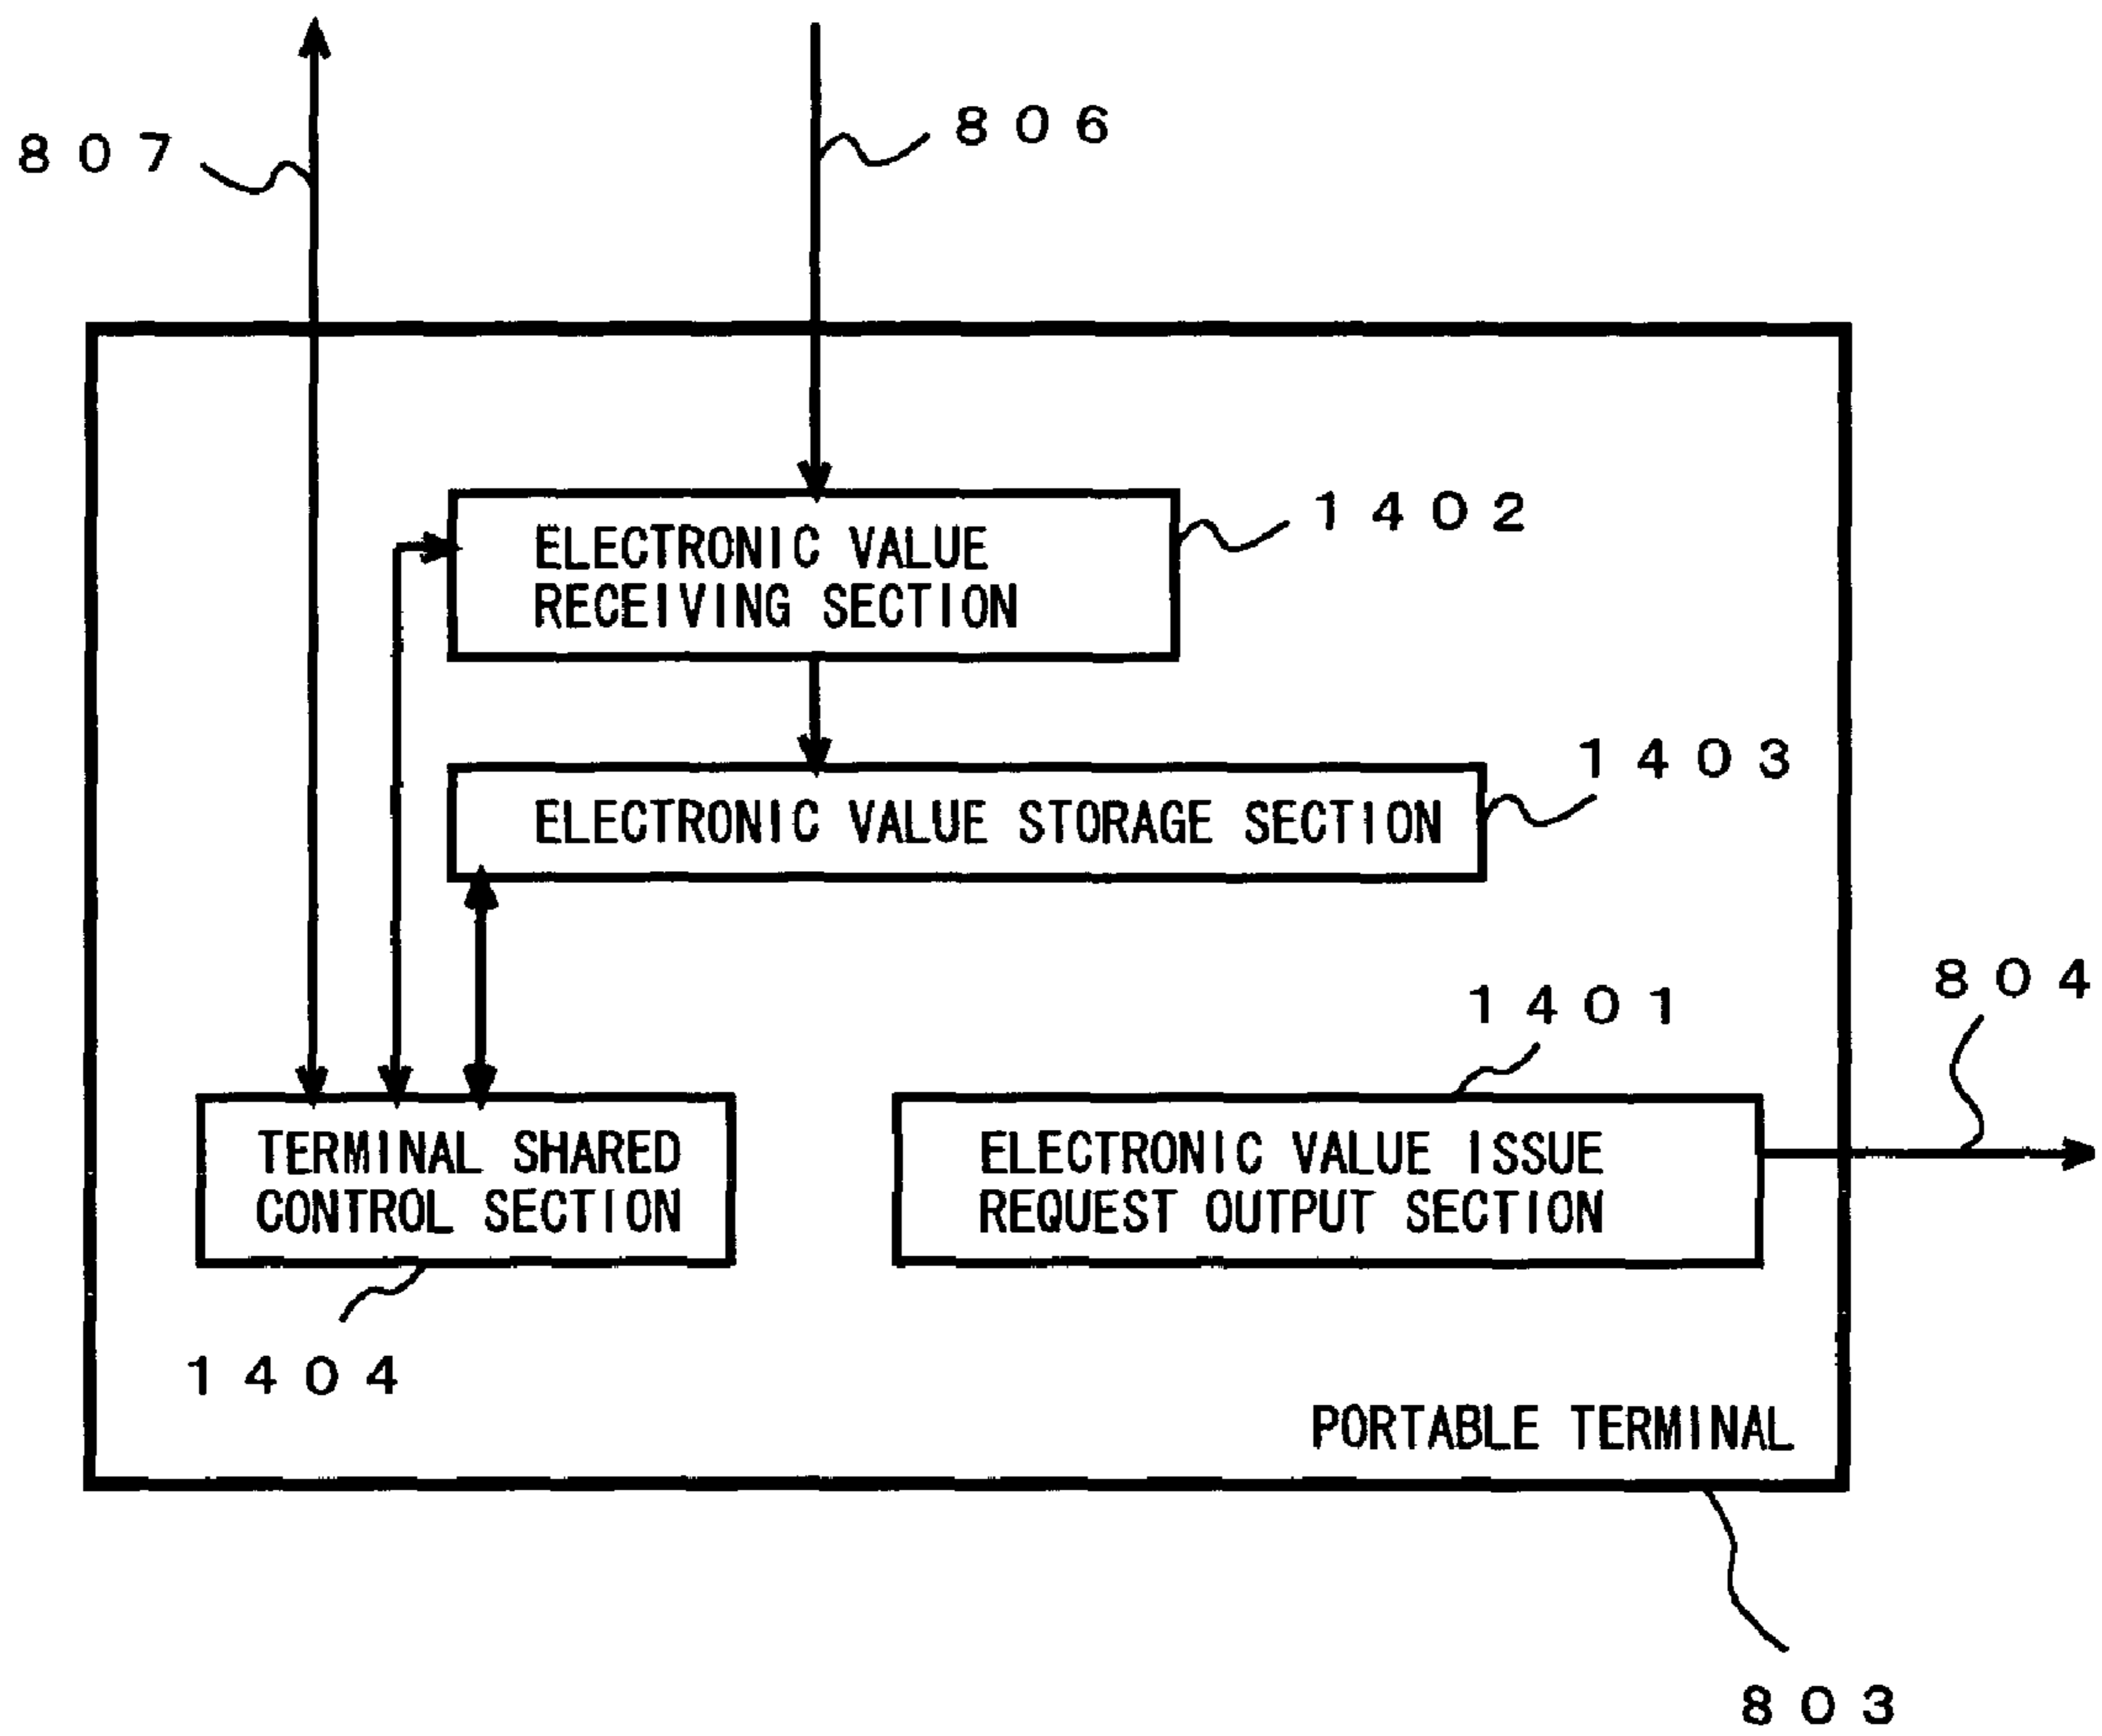 807
806
ELECTRONIC VALUE
RECEIVING SECTION
1402
ELECTRONIC VALUE STORAGE SECTION
1403
804
1401
TERMINAL SHARED
CONTROL SECTION
ELECTRONIC VALUE ISSUE
REQUEST OUTPUT SECTION
1404
PORTABLE TERMINAL
803